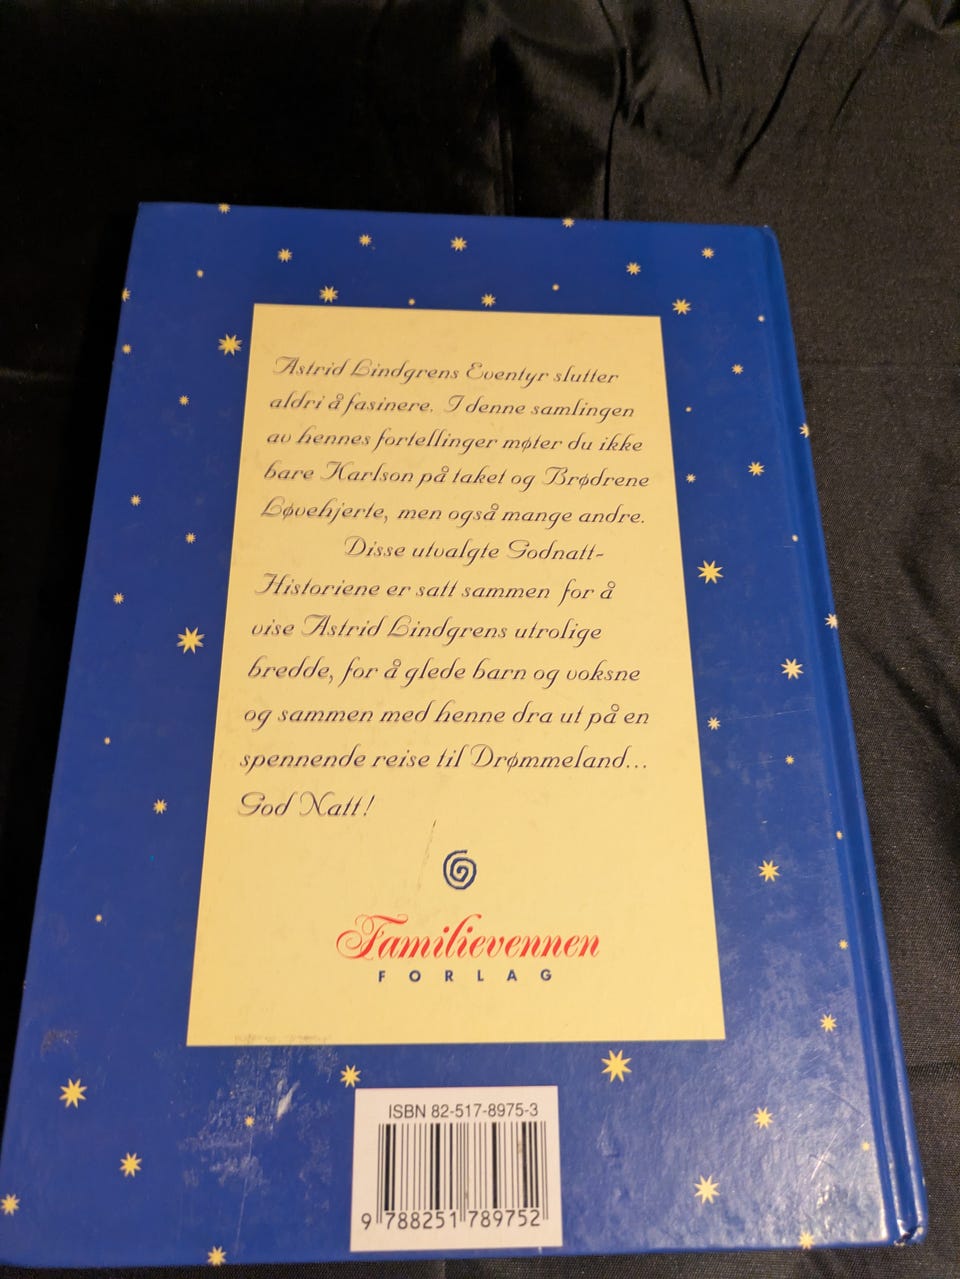 Astrid Lindgrens Eventyr slutter
aldri å fasinere. I denne samlingen
av hennes fortellinger møter du ikke
bare Karlson på taket og Brødrene
Løvehjerte, men også mange andre.
Disse utvalgte Godnatt-
Historiene er satt sammen for å
vise Astrid Lindgrens utrolige
bredde, for å glede barn og voksne
og sammen med henne dra ut på en
spennende reise til Drømmeland...
God Natt!
Familievennen
FORLAG
ISBN 82-517-8975-3
9 788251 789752